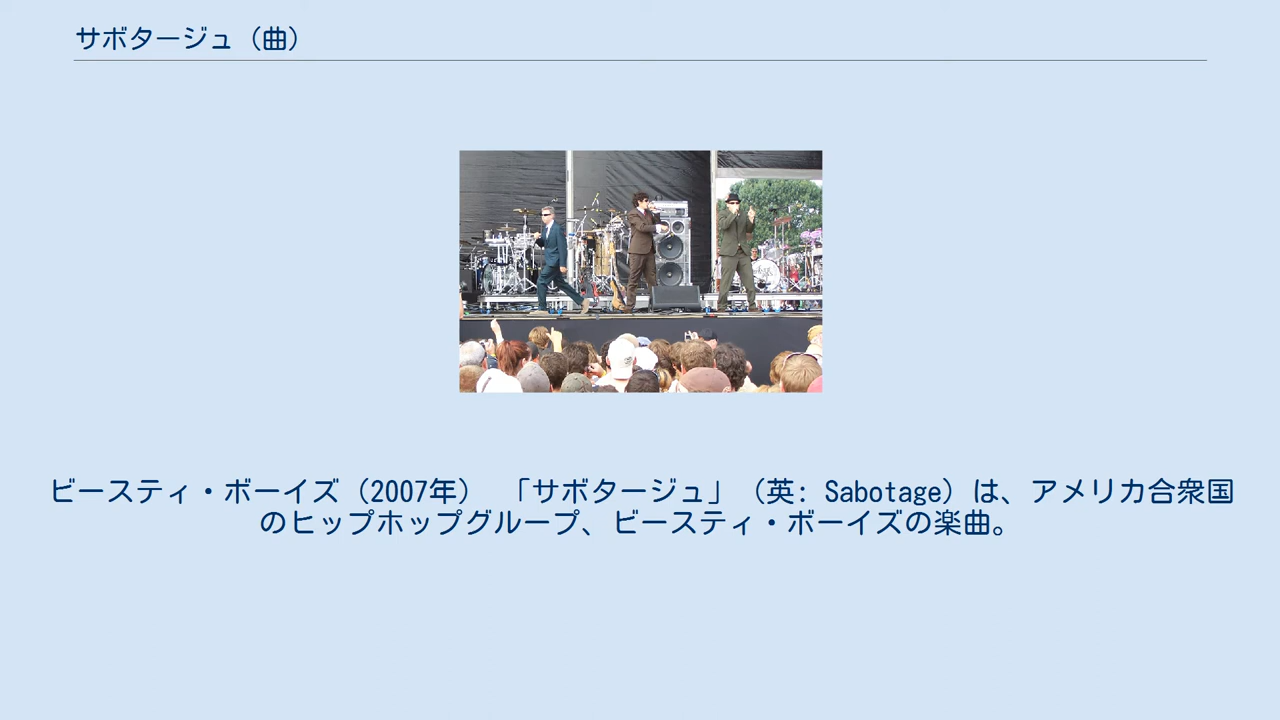 サボタージュ（曲）
ビースティ・ボーイズ（2007年）　「サボタージュ」（英: Sabotage）は、アメリカ合衆国
のヒップホップグループ、ビースティ・ボーイズの楽曲。